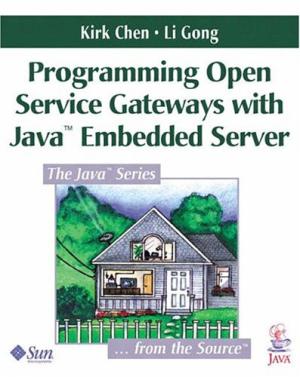 Kirk Chen • Li Gong
Programming Open
Service Gateways with
Java™ Embedded Server
The Java™ Series
Sun
microsystems
... from the Source™
JAVA